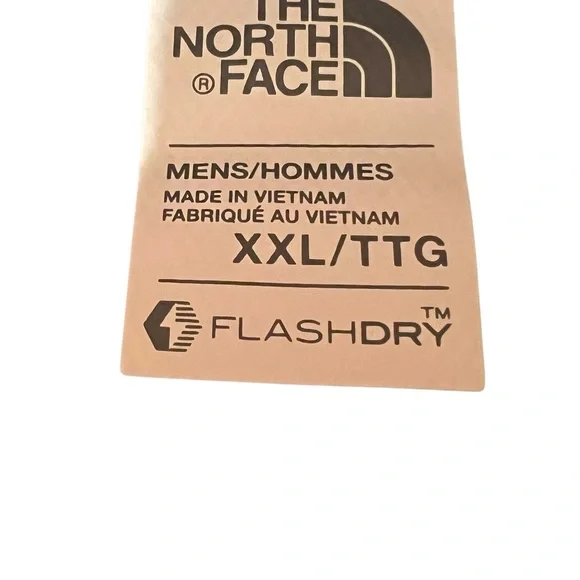 THE
NORTH
® FACE
MENS/HOMMES
MADE IN VIETNAM
FABRIQUÉ AU VIETNAM
XXL/TTG
FLASHDRY™